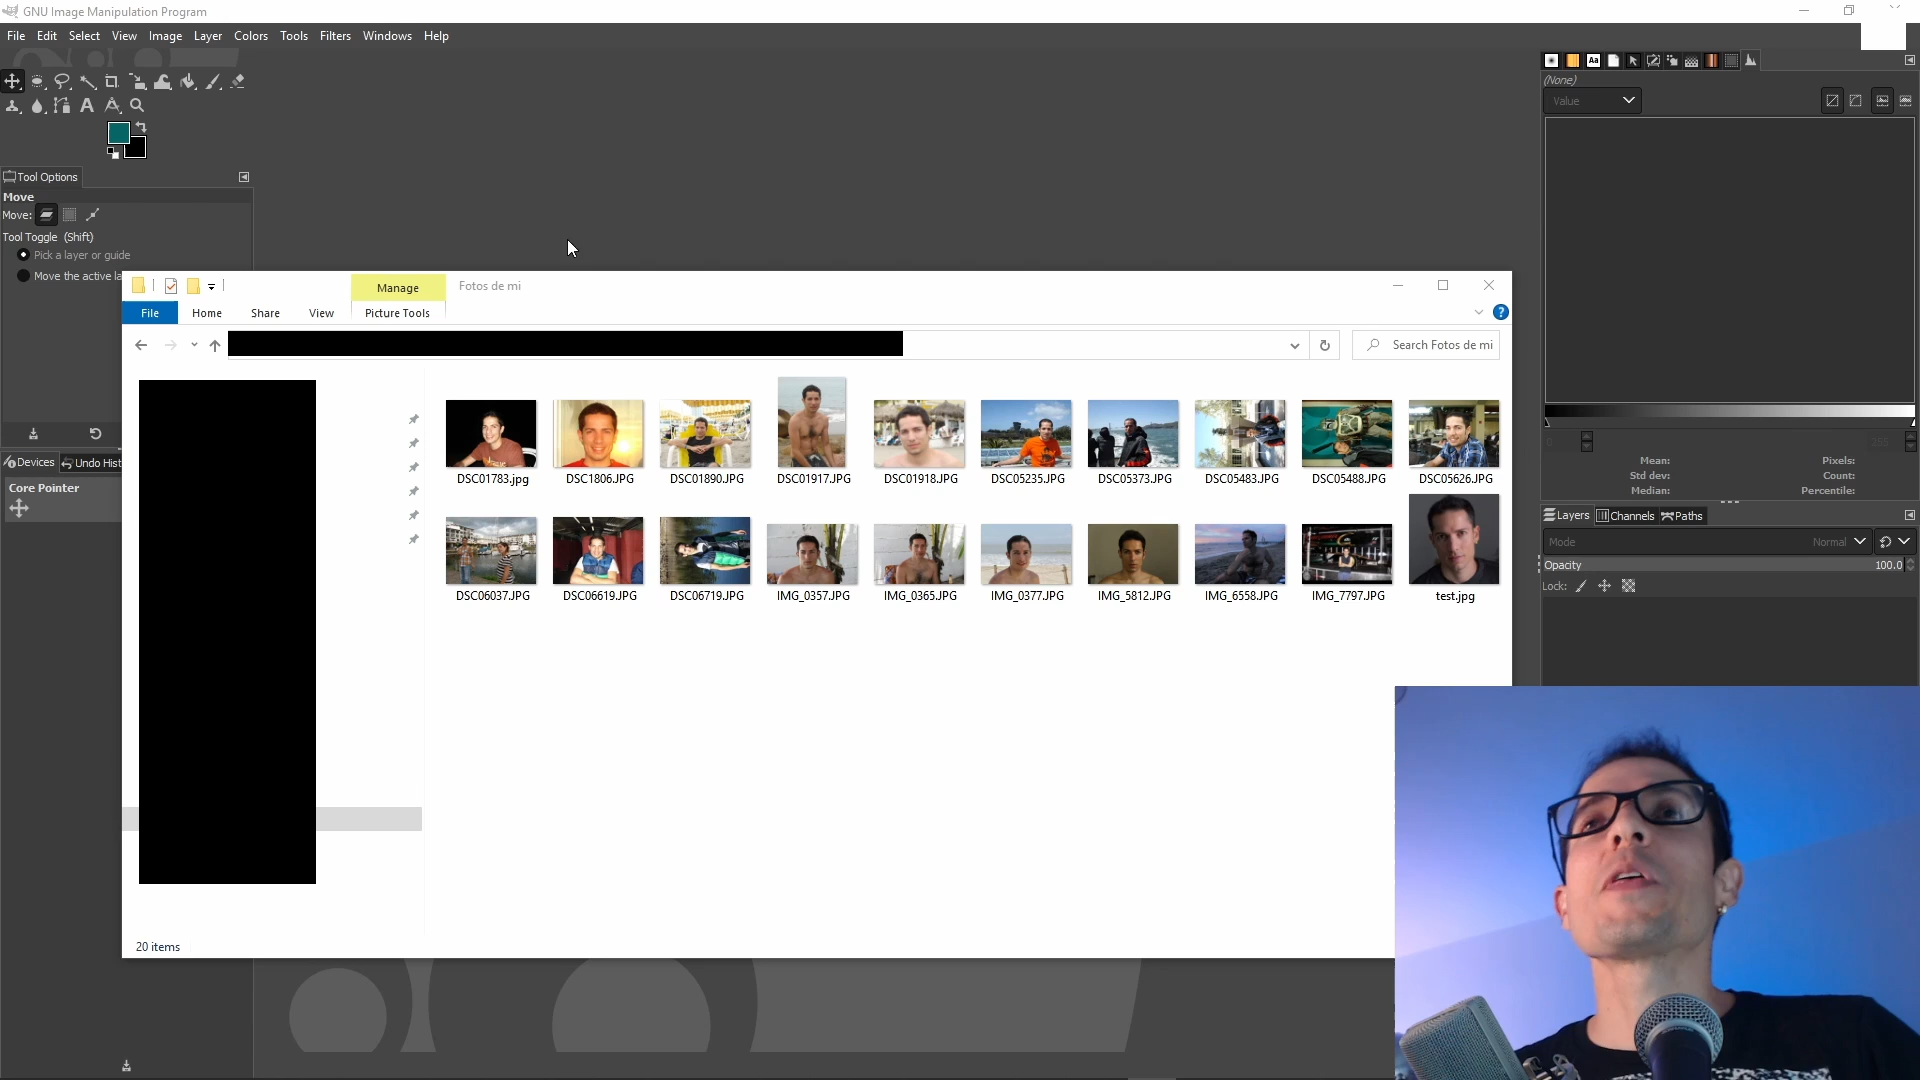 GNU Image Manipulation Program
File Edit Select View Image Layer Colors Tools Filters Windows Help
Tool Options
Move
Move:
Tool Toggle (Shift)
Pick a layer or guide
Move the active la
Devices Undo Hist
Core Pointer
Manage Fotos de mi
File Home Share View Picture Tools
Search Fotos de mi
DSC01783.jpg DSC1806.JPG DSC01890.JPG DSC01917.JPG DSC01918.JPG DSC05235.JPG DSC05373.JPG DSC05483.JPG DSC05488.JPG DSC05626.JPG
DSC06037.JPG DSC06619.JPG DSC06719.JPG IMG_0357.JPG IMG_0365.JPG IMG_0377.JPG IMG_5812.JPG IMG_6558.JPG IMG_7797.JPG test.jpg
20 items
(None)
Value
0 255
Mean: Pixels:
Std dev: Count:
Median: Percentile:
Layers Channels Paths
Mode Normal
Opacity 100.0
Lock: